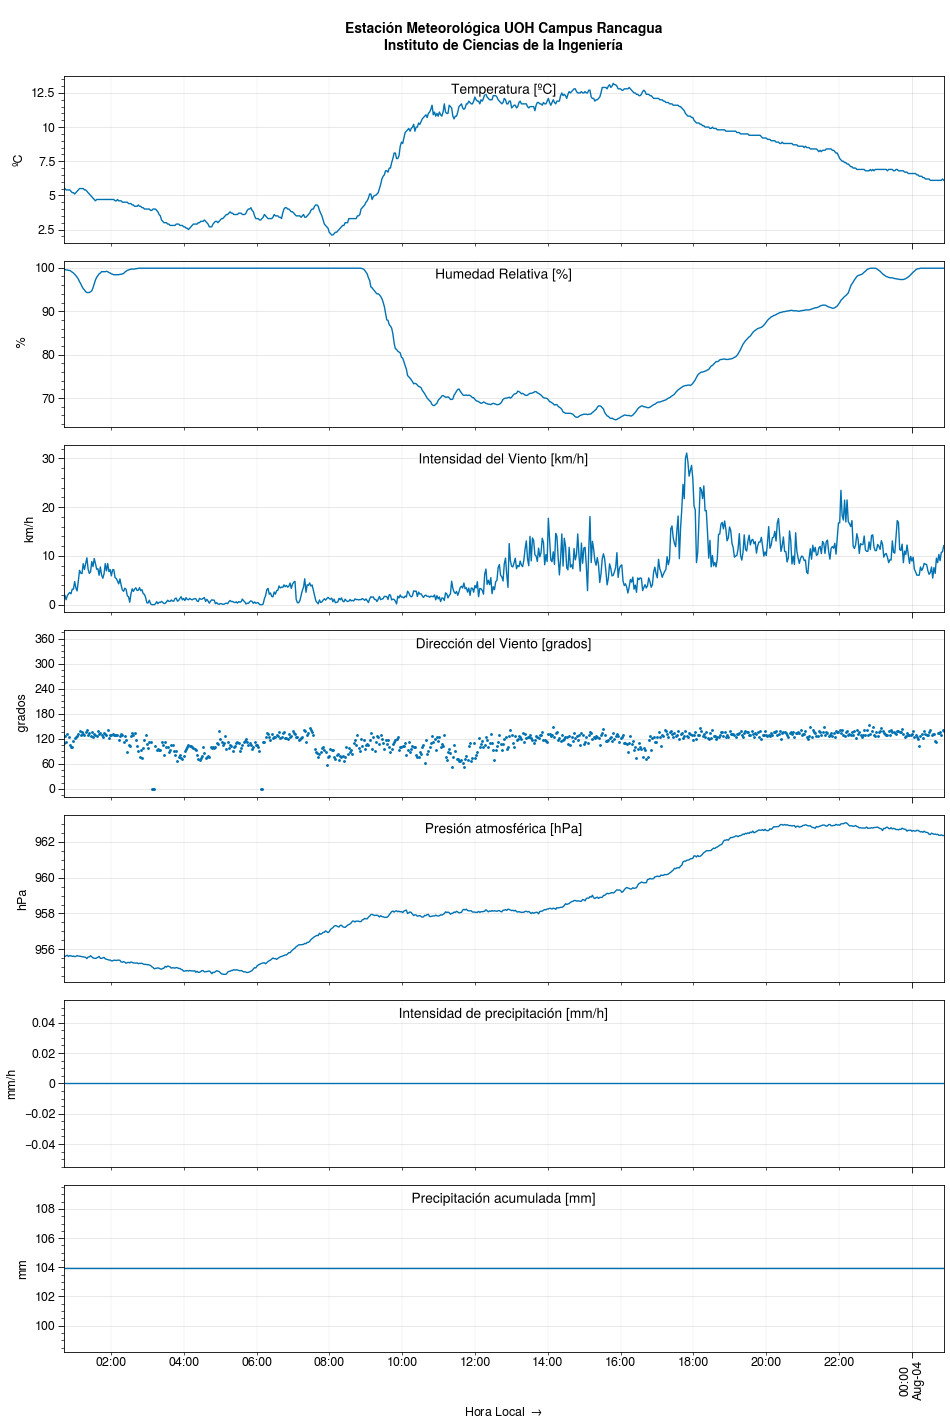 Estación Meteorológica UOH Campus Rancagua
Instituto de Ciencias de la Ingeniería
Temperatura [ºC]
12.5
10
7.5
5
2.5
ºC
Humedad Relativa [%]
100
90
80
70
%
Intensidad del Viento [km/h]
30
20
10
0
km/h
Dirección del Viento [grados]
360
300
240
180
120
60
0
grados
Presión atmosférica [hPa]
962
960
958
956
hPa
Intensidad de precipitación [mm/h]
0.04
0.02
0
−0.02
−0.04
mm/h
Precipitación acumulada [mm]
108
106
104
102
100
mm
02:00 04:00 06:00 08:00 10:00 12:00 14:00 16:00 18:00 20:00 22:00 00:00
Aug-04
Hora Local →